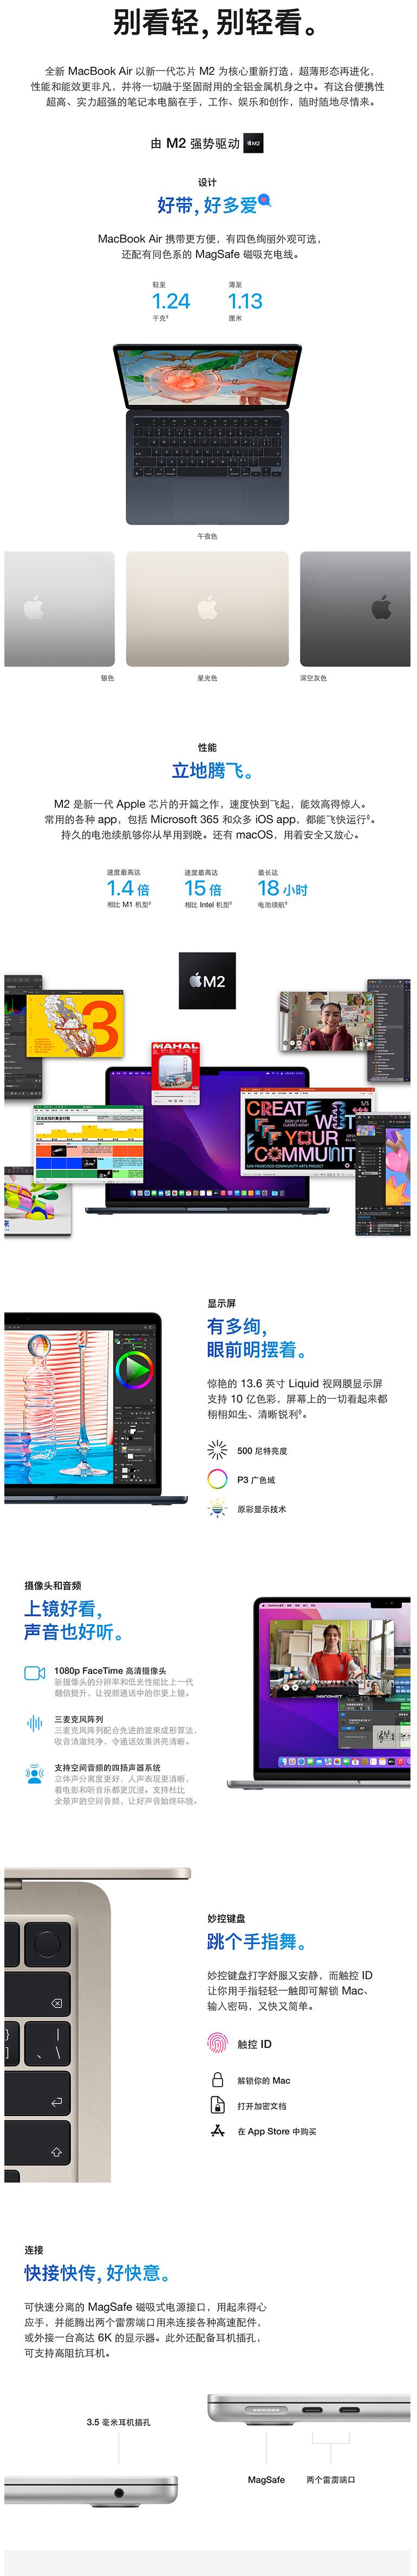 别看轻，别轻看。
全新 MacBook Air 以新一代芯片 M2 为核心重新打造，超薄形态再进化，
性能和能效更非凡，并将一切融于坚固耐用的全铝金属机身之中。有这台便携性
超高、实力超强的笔记本电脑在手，工作、娱乐和创作，随时随地尽情来。
由 M2 强势驱动
M2
设计
好带，好多爱
MacBook Air 携带更方便，有四色绚丽外观可选，
还配有同色系的 MagSafe 磁吸充电线。
轻至 薄至
1.24 1.13
千克◊ 厘米
午夜色
银色 星光色 深空灰色
性能
立地腾飞。
M2 是新一代 Apple 芯片的开篇之作，速度快到飞起，能效高得惊人。
常用的各种 app，包括 Microsoft 365 和众多 iOS app，都能飞快运行◊。
持久的电池续航够你从早用到晚。还有 macOS，用着安全又放心。
速度最高达 速度最高达 最长达
1.4 倍 15 倍 18 小时
相比 M1 机型◊ 相比 Intel 机型◊ 电池续航◊
M2
3
MAHAL
CREAT
SIGN UP FOR
CLASSES NOW!
YOUR
COMMUNIT
SAN FRANCISCO COMMUNITY ARTS PROJECT
显示屏
有多绚，
眼前明摆着。
惊艳的 13.6 英寸 Liquid 视网膜显示屏
支持 10 亿色彩，屏幕上的一切看起来都
栩栩如生、清晰锐利◊。
500 尼特亮度
P3 广色域
原彩显示技术
摄像头和音频
上镜好看，
声音也好听。
1080p FaceTime 高清摄像头
新摄像头的分辨率和低光性能比上一代
翻倍提升，让视频通话中的你更上镜。
三麦克风阵列
三麦克风阵列配合先进的波束成形算法，
收音清澈纯净，令通话效果洪亮清晰。
支持空间音频的四扬声器系统
立体声分离度更好，人声表现更清晰，
看电影和听音乐都更沉浸。支持杜比
全景声的空间音频，让好声音始终环绕。
妙控键盘
跳个手指舞。
妙控键盘打字舒服又安静，而触控 ID
让你用手指轻轻一触即可解锁 Mac、
输入密码，又快又简单。
触控 ID
解锁你的 Mac
打开加密文档
在 App Store 中购买
连接
快接快传，好快意。
可快速分离的 MagSafe 磁吸式电源接口，用起来得心
应手，并能腾出两个雷雳端口用来连接各种高速配件，
或外接一台高达 6K 的显示器。此外还配备耳机插孔，
可支持高阻抗耳机。
3.5 毫米耳机插孔
MagSafe 两个雷雳端口